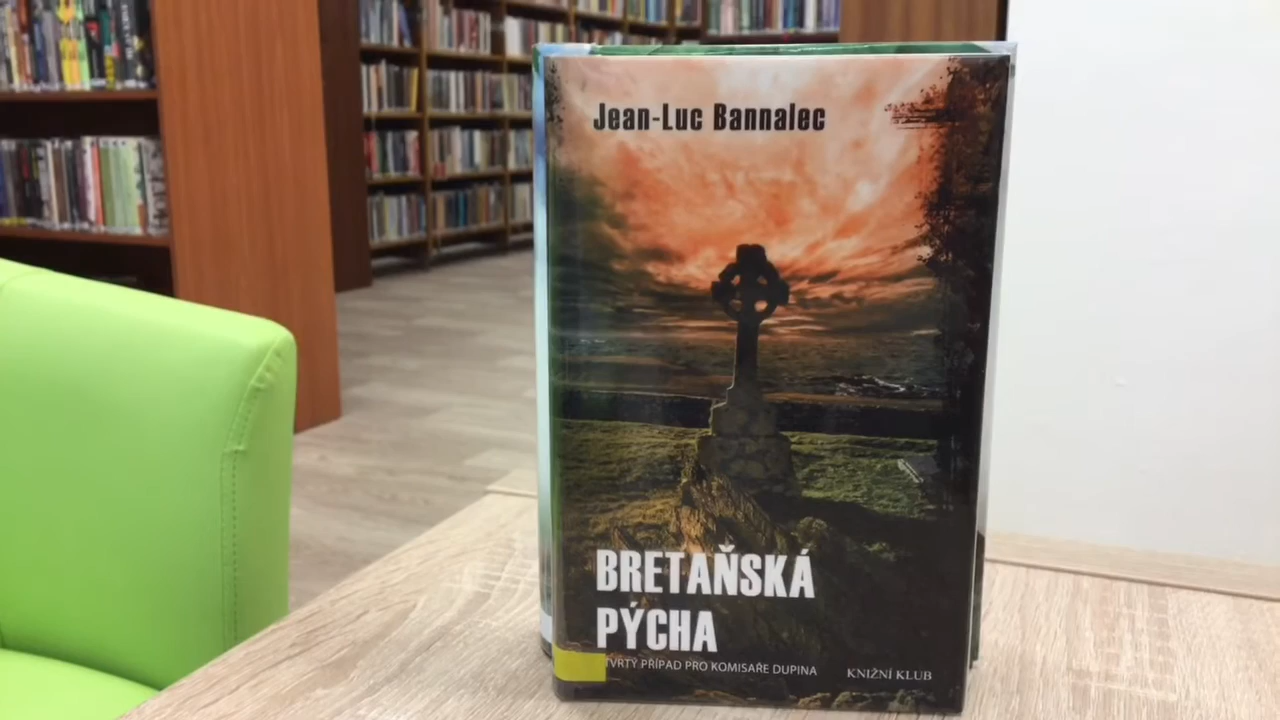 Jean-Luc Bannalec
BRETAŇSKÁ
PÝCHA
TVRTÝ PŘÍPAD PRO KOMISAŘE DUPINA
KNIŽNÍ KLUB